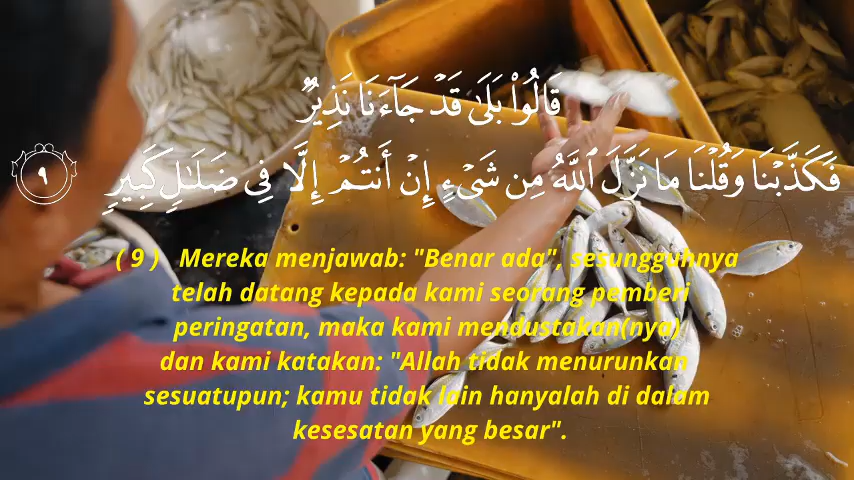 قَالُوا۟ بَلَىٰ قَدْ جَآءَنَا نَذِيرٌ
فَكَذَّبْنَا وَقُلْنَا مَا نَزَّلَ ٱللَّهُ مِن شَىْءٍ إِنْ أَنتُمْ إِلَّا فِى ضَلَـٰلٍ كَبِيرٍ ٩
( 9 ) Mereka menjawab: "Benar ada", sesungguhnya
telah datang kepada kami seorang pemberi
peringatan, maka kami mendustakan(nya)
dan kami katakan: "Allah tidak menurunkan
sesuatupun; kamu tidak lain hanyalah di dalam
kesesatan yang besar".